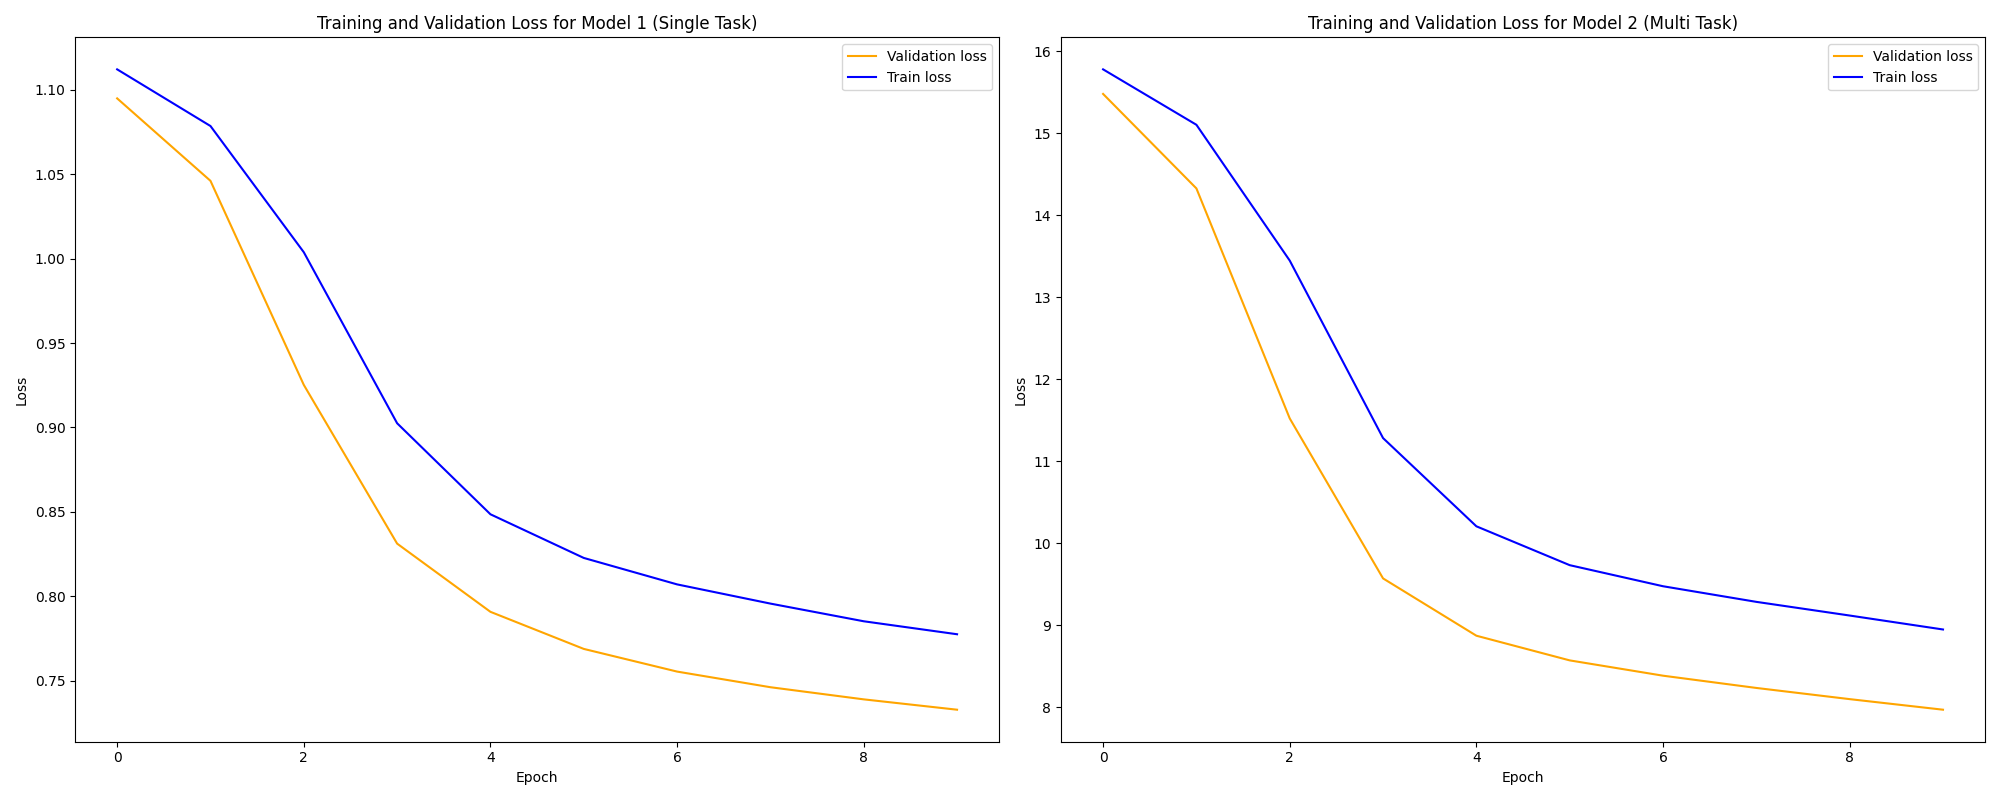 Training and Validation Loss for Model 1 (Single Task)
Validation loss
Train loss
1.10
1.05
1.00
0.95
0.90
0.85
0.80
0.75
Loss
0 2 4 6 8
Epoch
Training and Validation Loss for Model 2 (Multi Task)
Validation loss
Train loss
16
15
14
13
12
11
10
9
8
Loss
0 2 4 6 8
Epoch